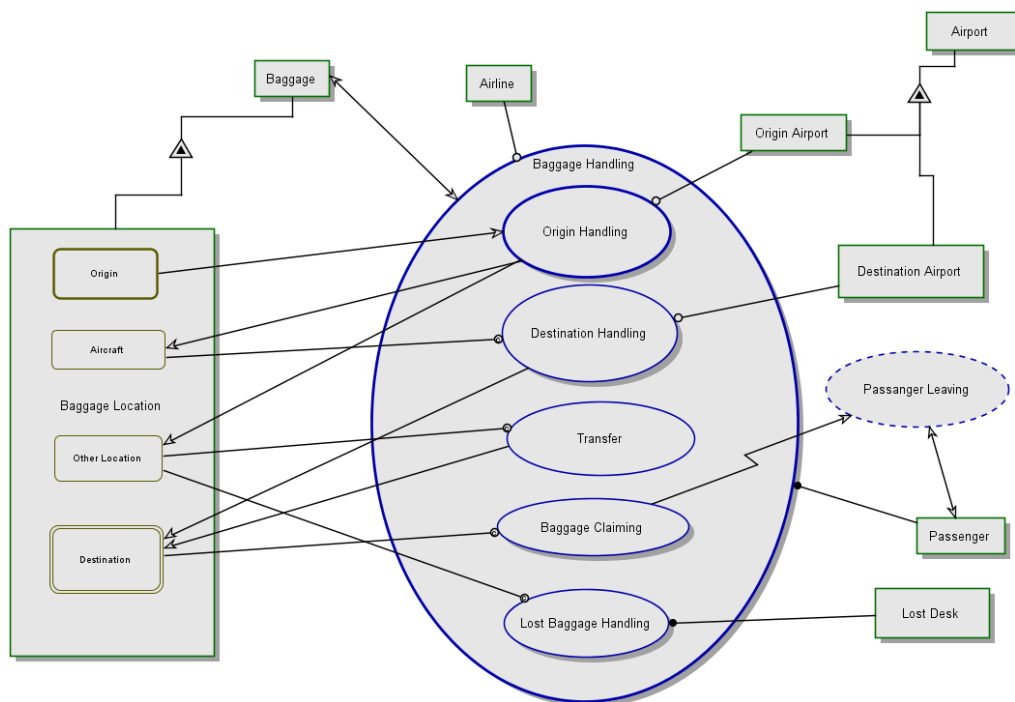 Airport
Baggage
Airline
Origin Airport
Baggage Handling
Origin Handling
Origin
Destination Airport
Destination Handling
Aircraft
Passanger Leaving
Baggage Location
Transfer
Other Location
Baggage Claiming
Passenger
Destination
Lost Baggage Handling
Lost Desk